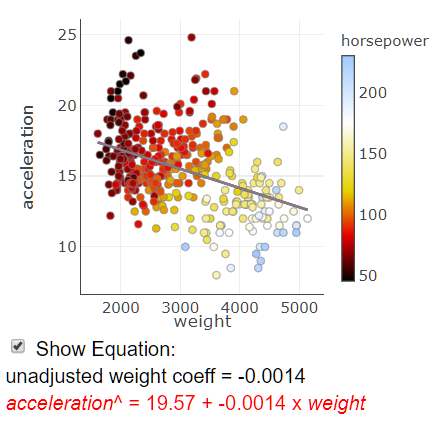 horsepower
25
20
15
10
acceleration
2000
3000
4000
5000
weight
200
150
100
50
Show Equation:
unadjusted weight coeff = -0.0014
acceleration^ = 19.57 + -0.0014 x weight